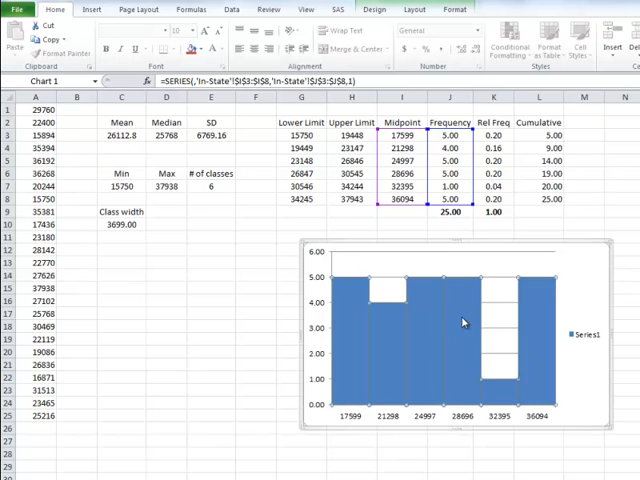 File Home Insert Page Layout Formulas Data Review View SAS Design Layout Format
Cut
Copy
Format Painter
Paste
Clipboard
10 A A
B I U
Font
Wrap Text
Merge & Center
Alignment
General
$ % ,
Number
Conditional Formatting
Format as Table
Cell Styles
Styles
Insert
Delete
Chart 1 fx =SERIES(,'In-State'!$I$3:$I$8,'In-State'!$J$3:$J$8,1)
A B C D E F G H I J K L M N
1 29760
2 22400 Mean Median SD Lower Limit Upper Limit Midpoint Frequency Rel Freq Cumulative
3 15894 26112.8 25768 6769.16 15750 19448 17599 5.00 0.20 5.00
4 35394 19449 23147 21298 4.00 0.16 9.00
5 36192 23148 26846 24997 5.00 0.20 14.00
6 36268 Min Max # of classes 26847 30545 28696 5.00 0.20 19.00
7 20244 15750 37938 6 30546 34244 32395 1.00 0.04 20.00
8 15750 34245 37943 36094 5.00 0.20 25.00
9 35381 Class width 25.00 1.00
10 17436 3699.00
11 23180
12 28142
13 22770
14 27626
15 37938
16 27102
17 25768
18 30469
19 22119
20 19086
21 26332
22 16871
23 31513
24 23465
25 25216
26
27
28
29
30
6.00
5.00
4.00
3.00
2.00
1.00
0.00
17599 21298 24997 28696 32395 36094
Series1